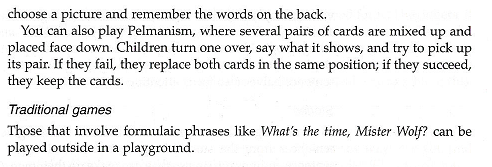 choose a picture and remember the words on the back.
You can also play Pelmanism, where several pairs of cards are mixed up and
placed face down. Children turn one over, say what it shows, and try to pick up
its pair. If they fail, they replace both cards in the same position; if they succeed,
they keep the cards.
Traditional games
Those that involve formulaic phrases like What's the time, Mister Wolf? can be
played outside in a playground.